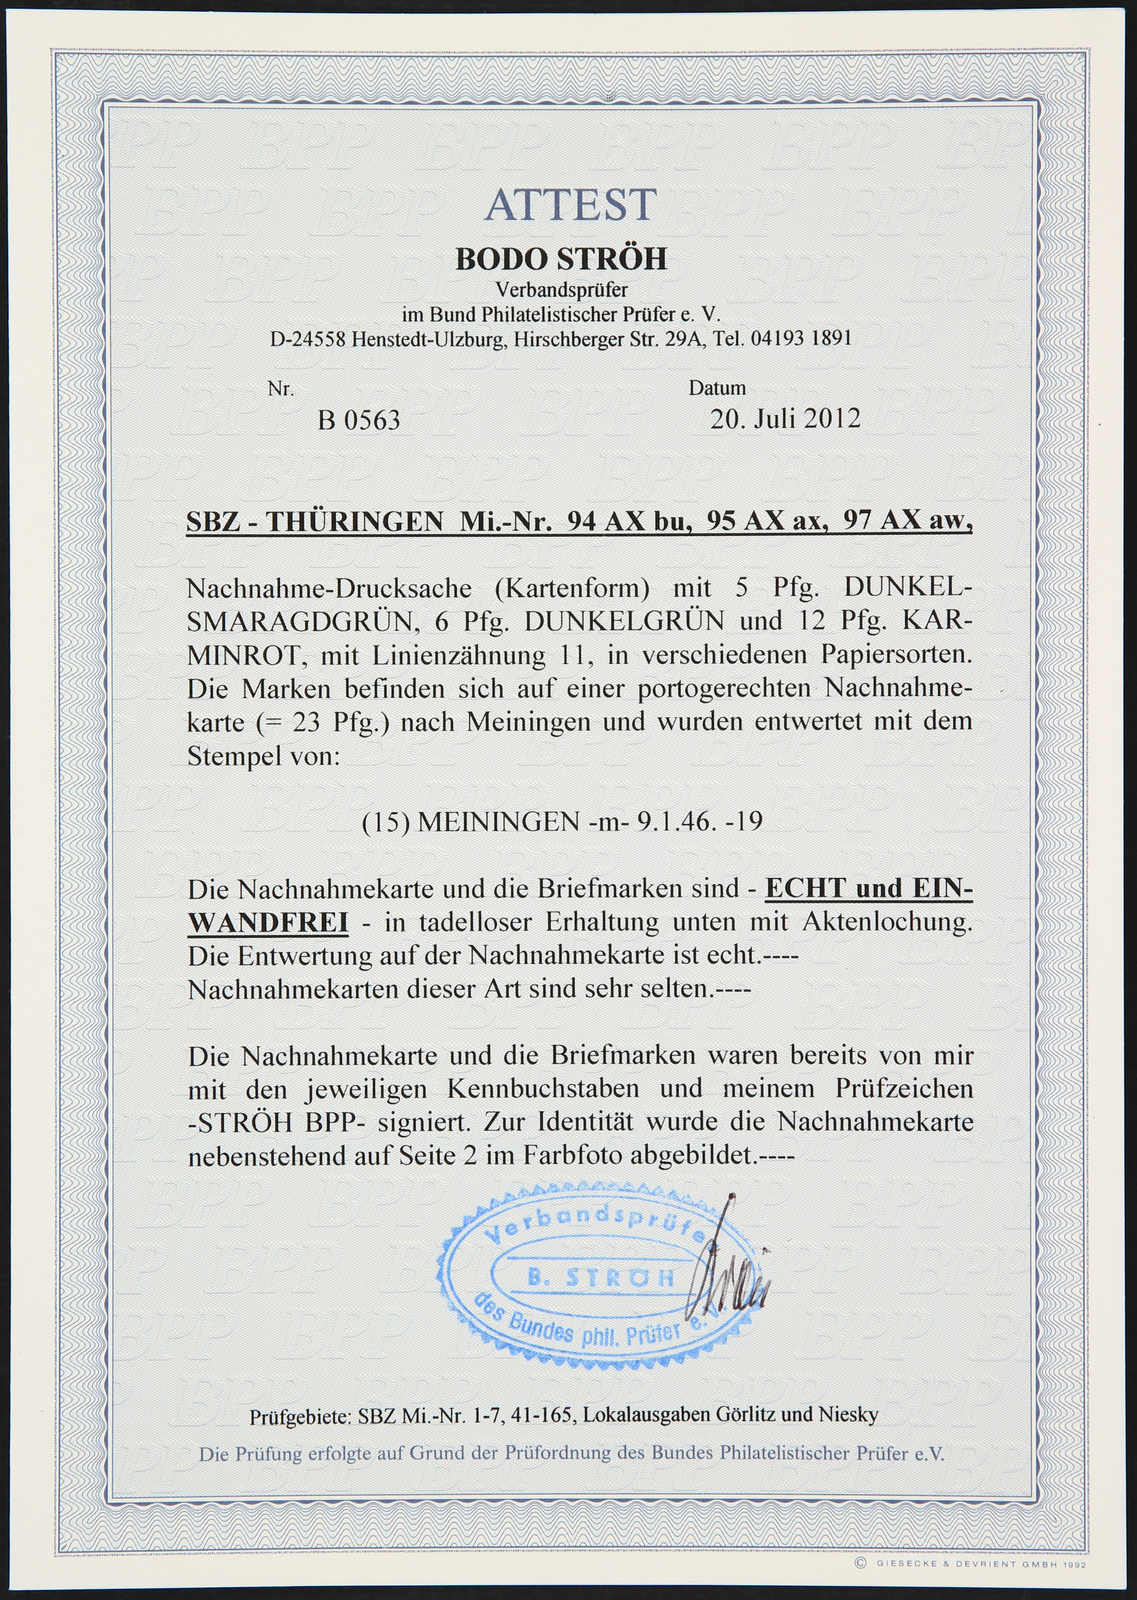 ATTEST
BODO STRÖH
Verbandsprüfer
im Bund Philatelistischer Prüfer e. V.
D-24558 Henstedt-Ulzburg, Hirschberger Str. 29A, Tel. 04193 1891
Nr. Datum
B 0563 20. Juli 2012
SBZ - THÜRINGEN Mi.-Nr. 94 AX bu, 95 AX ax, 97 AX aw,
Nachnahme-Drucksache (Kartenform) mit 5 Pfg. DUNKEL-
SMARAGDGRÜN, 6 Pfg. DUNKELGRÜN und 12 Pfg. KAR-
MINROT, mit Linienzähnung 11, in verschiedenen Papiersorten.
Die Marken befinden sich auf einer portogerechten Nachnahme-
karte (= 23 Pfg.) nach Meiningen und wurden entwertet mit dem
Stempel von:
(15) MEININGEN -m- 9.1.46. -19
Die Nachnahmekarte und die Briefmarken sind - ECHT und EIN-
WANDFREI - in tadelloser Erhaltung unten mit Aktenlochung.
Die Entwertung auf der Nachnahmekarte ist echt.----
Nachnahmekarten dieser Art sind sehr selten.----
Die Nachnahmekarte und die Briefmarken waren bereits von mir
mit den jeweiligen Kennbuchstaben und meinem Prüfzeichen
-STRÖH BPP- signiert. Zur Identität wurde die Nachnahmekarte
nebenstehend auf Seite 2 im Farbfoto abgebildet.----
Verbandsprüfer
B. STRÖH
des Bundes phil. Prüfer e. V.
Prüfgebiete: SBZ Mi.-Nr. 1-7, 41-165, Lokalausgaben Görlitz und Niesky
Die Prüfung erfolgte auf Grund der Prüfordnung des Bundes Philatelistischer Prüfer e.V.
© GIESECKE & DEVRIENT GMBH 1992